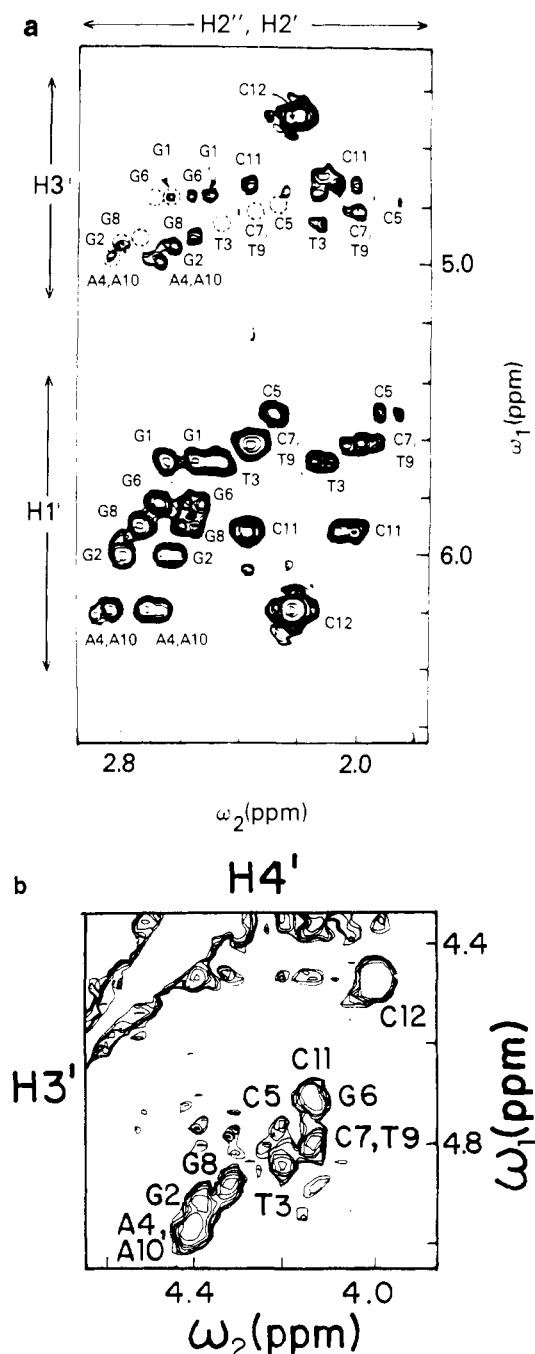 a
H2'', H2'
C12
G1
G6
G1
G6
C11
C11
H3'
G8
G2
G8
G2
T3
C7,
T9
C5
T3
C7,
T9
C5
A4,A10
A4,A10
5.0
C5
C5
G1
G1
T3
C7,
T9
T3
C7,
T9
ω₁(ppm)
G6
G6
H1'
G8
G8
C11
C11
G2
G2
6.0
A4,A10
A4,A10
C12
2.8
2.0
ω₂(ppm)
b
H4'
4.4
C12
C11
H3'
C5
G6
C7,T9
4.8
ω₁(ppm)
G8
T3
G2
A4,
A10
4.4
4.0
ω₂(ppm)